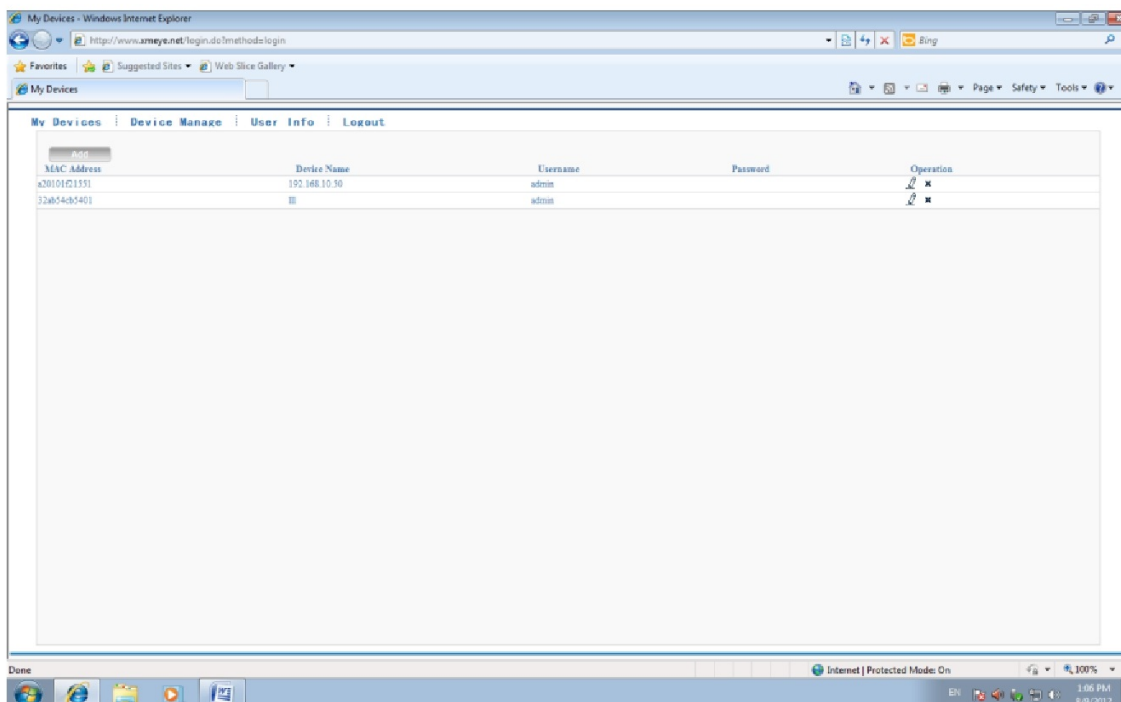 My Devices - Windows Internet Explorer
http://www.xmeye.net/login.do?method=login
Bing
Favorites Suggested Sites Web Slice Gallery
My Devices
Page Safety Tools
My Devices Device Manage User Info Logout
Add
MAC Address Device Name Username Password Operation
192.168.10.50 admin
32ab54cb5401 admin
Done
Internet | Protected Mode: On
100%
EN
1:06 PM
8/8/2012